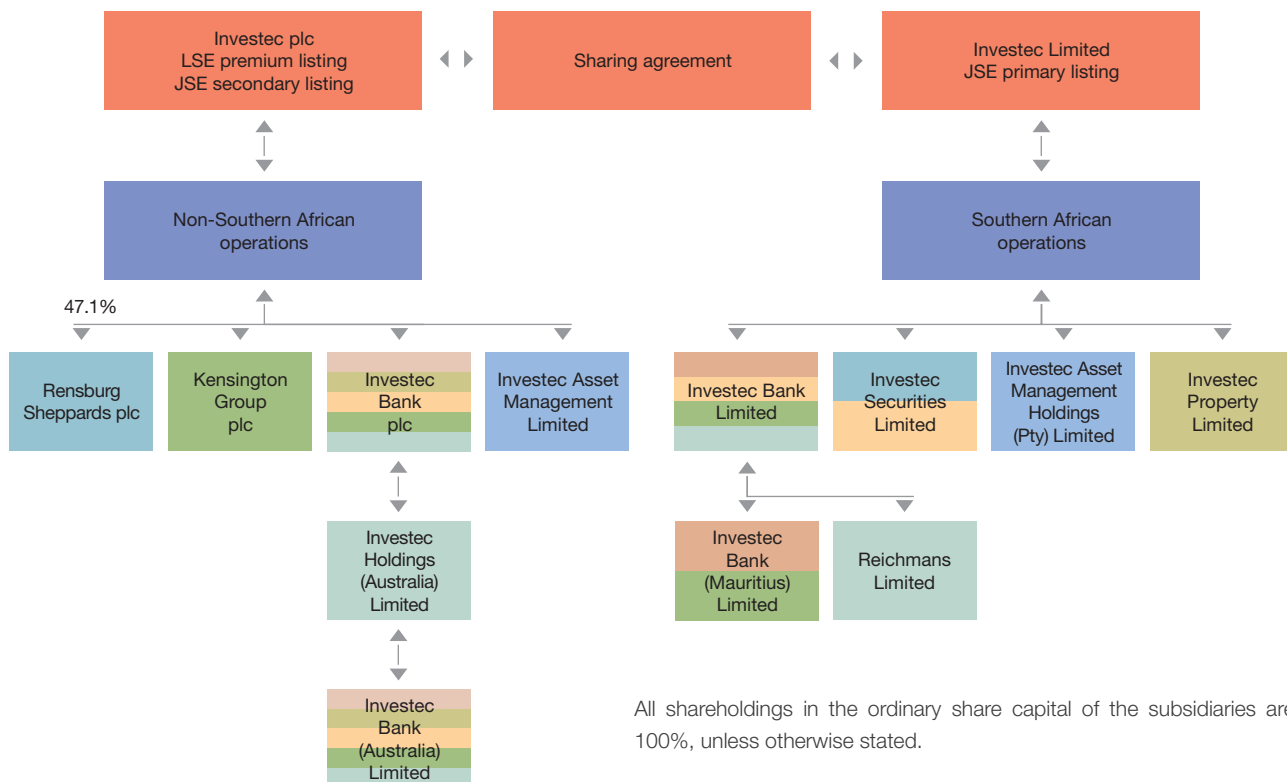 Investec plc
LSE premium listing
JSE secondary listing
Sharing agreement
Investec Limited
JSE primary listing
Non-Southern African
operations
Southern African
operations
47.1%
Rensburg
Sheppards plc
Kensington
Group
plc
Investec
Bank
plc
Investec Asset
Management
Limited
Investec Bank
Limited
Investec
Securities
Limited
Investec Asset
Management
Holdings
(Pty) Limited
Investec
Property
Limited
Investec
Holdings
(Australia)
Limited
Investec
Bank
(Mauritius)
Limited
Reichmans
Limited
Investec
Bank
(Australia)
Limited
All shareholdings in the ordinary share capital of the subsidiaries are
100%, unless otherwise stated.